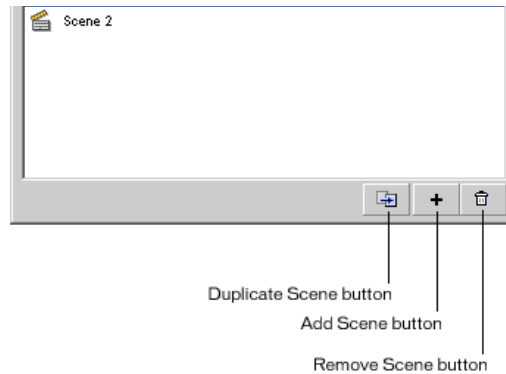 Scene 2
Duplicate Scene button
Add Scene button
Remove Scene button